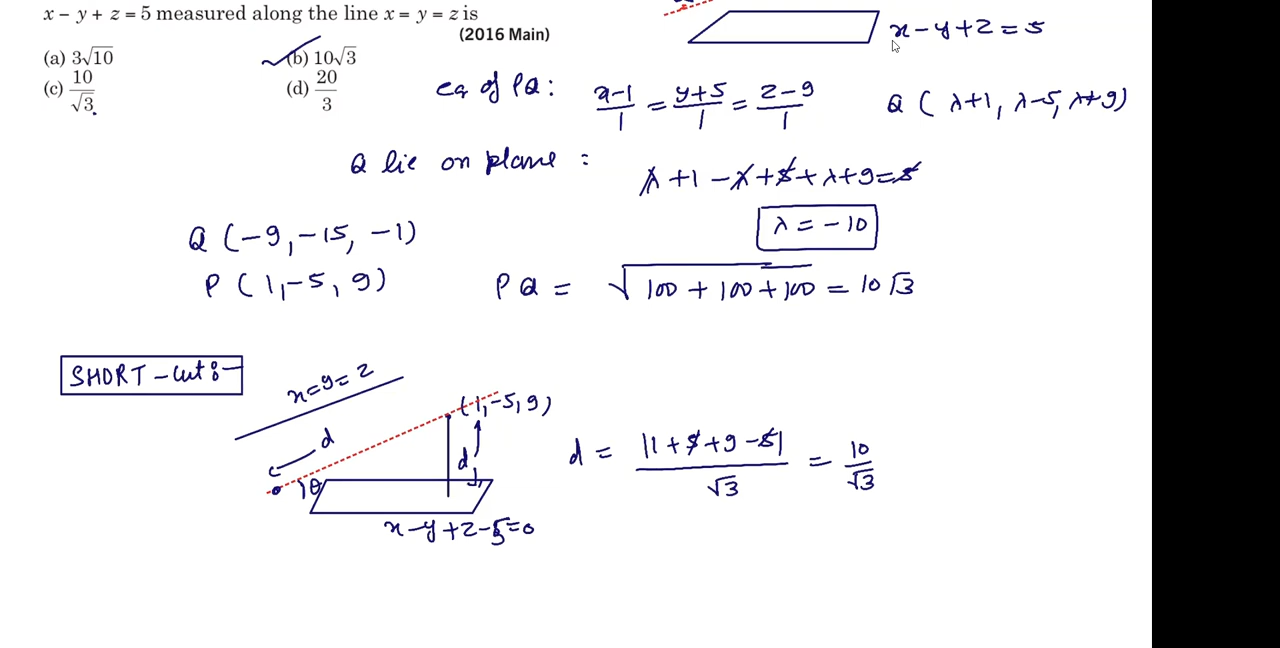 x − y + z = 5 measured along the line x = y = z is
(2016 Main)
(a) 3√10
(b) 10√3
(c) 10/√3
(d) 20/3
x − y + z = 5
eq of PQ : x−1/1 = y+5/1 = z−9/1
Q ( λ+1, λ−5, λ+9)
Q lie on plane :
λ + 1 − λ + 5 + λ + 9 = 5
λ = −10
Q (−9, −15, −1)
P ( 1, −5, 9 )
PQ = √100 + 100 + 100 = 10√3
SHORT − cut :−
x = y = z
(1, −5, 9)
d
d
θ
x − y + z − 5 = 0
d = |1 + 5 + 9 − 5| / √3 = 10/√3